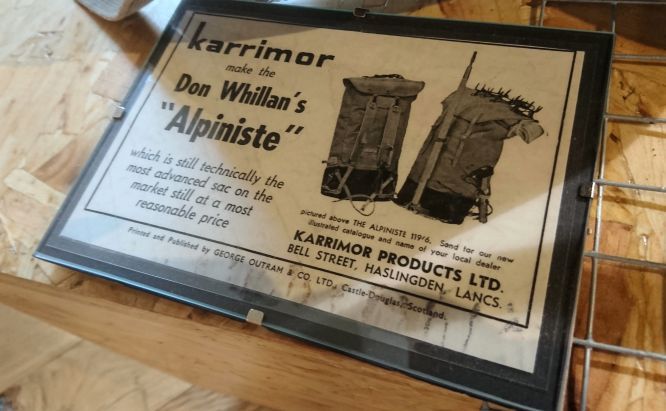 karrimor
make the
Don Whillan's
"Alpiniste"
which is still technically the
most advanced sac on the
market still at a most
reasonable price
pictured above THE ALPINISTE 119/6. Send for our new
illustrated catalogue and name of your local dealer
KARRIMOR PRODUCTS LTD.
BELL STREET, HASLINGDEN, LANCS.
Printed and Published by GEORGE OUTRAM & CO. LTD., Castle-Douglas, Scotland.